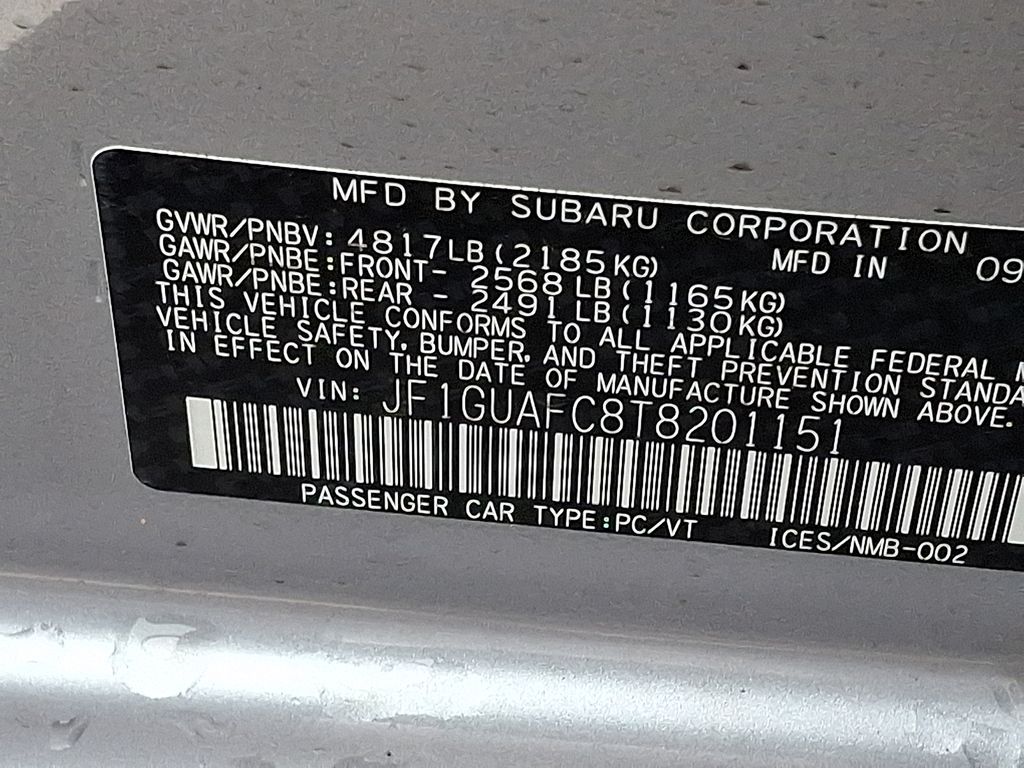 MFD BY SUBARU CORPORATION
GVWR/PNBV: 4817LB(2185KG) MFD IN 09
GAWR/PNBE:FRONT- 2568LB(1165KG)
GAWR/PNBE:REAR - 2491LB(1130KG)
THIS VEHICLE CONFORMS TO ALL APPLICABLE FEDERAL M
VEHICLE SAFETY, BUMPER, AND THEFT PREVENTION STANDA
IN EFFECT ON THE DATE OF MANUFACTURE SHOWN ABOVE.
VIN: JF1GUAFC8T8201151
PASSENGER CAR TYPE:PC/VT ICES/NMB-002